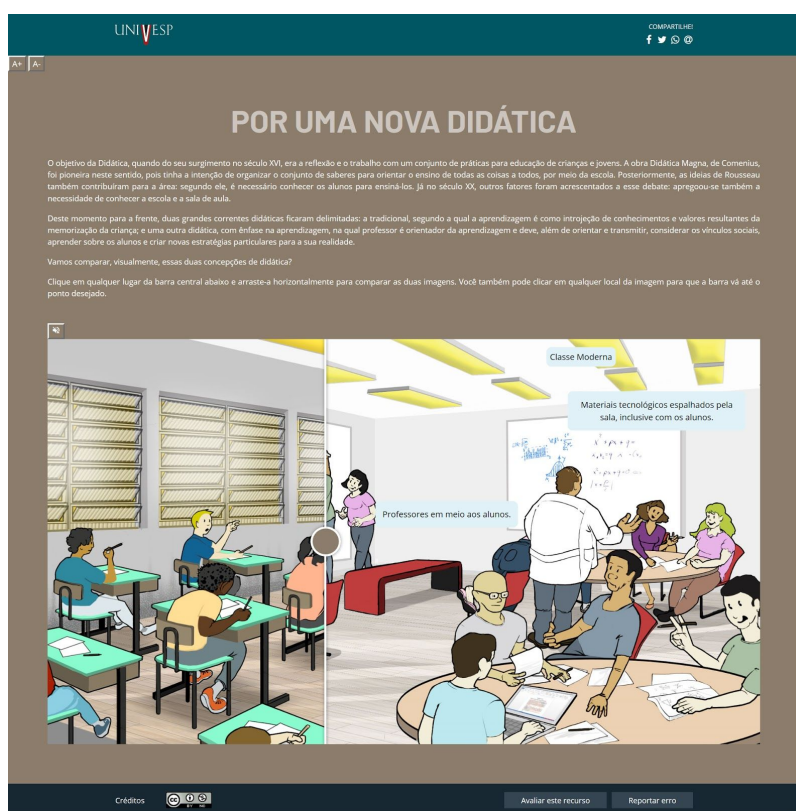 UNIVESP
COMPARTILHE!
A+ A-
POR UMA NOVA DIDÁTICA
O objetivo da Didática, quando do seu surgimento no século XVI, era a reflexão e o trabalho com um conjunto de práticas para educação de crianças e jovens. A obra Didática Magna, de Comenius,
foi pioneira neste sentido, pois tinha a intenção de organizar o conjunto de saberes para orientar o ensino de todas as coisas a todos, por meio da escola. Posteriormente, as ideias de Rousseau
também contribuíram para a área: segundo ele, é necessário conhecer os alunos para ensiná-los. Já no século XX, outros fatores foram acrescentados a esse debate: apregoou-se também a
necessidade de conhecer a escola e a sala de aula.
Deste momento para a frente, duas grandes correntes didáticas ficaram delimitadas: a tradicional, segundo a qual a aprendizagem é como introjeção de conhecimentos e valores resultantes da
memorização da criança; e uma outra didática, com ênfase na aprendizagem, na qual professor é orientador da aprendizagem e deve, além de orientar e transmitir, considerar os vínculos sociais,
aprender sobre os alunos e criar novas estratégias particulares para a sua realidade.
Vamos comparar, visualmente, essas duas concepções de didática?
Clique em qualquer lugar da barra central abaixo e arraste-a horizontalmente para comparar as duas imagens. Você também pode clicar em qualquer local da imagem para que a barra vá até o
ponto desejado.
Classe Moderna
Materiais tecnológicos espalhados pela
sala, inclusive com os alunos.
Professores em meio aos alunos.
Créditos
cc
BY NC
Avaliar este recurso
Reportar erro